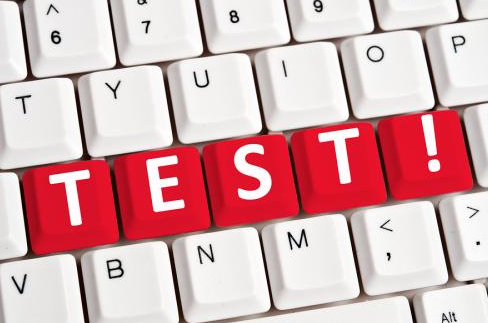 ^ 6 & 7 * 8 ( 9 )
T Y U I O P
TEST!
V B N M < , > .
Alt